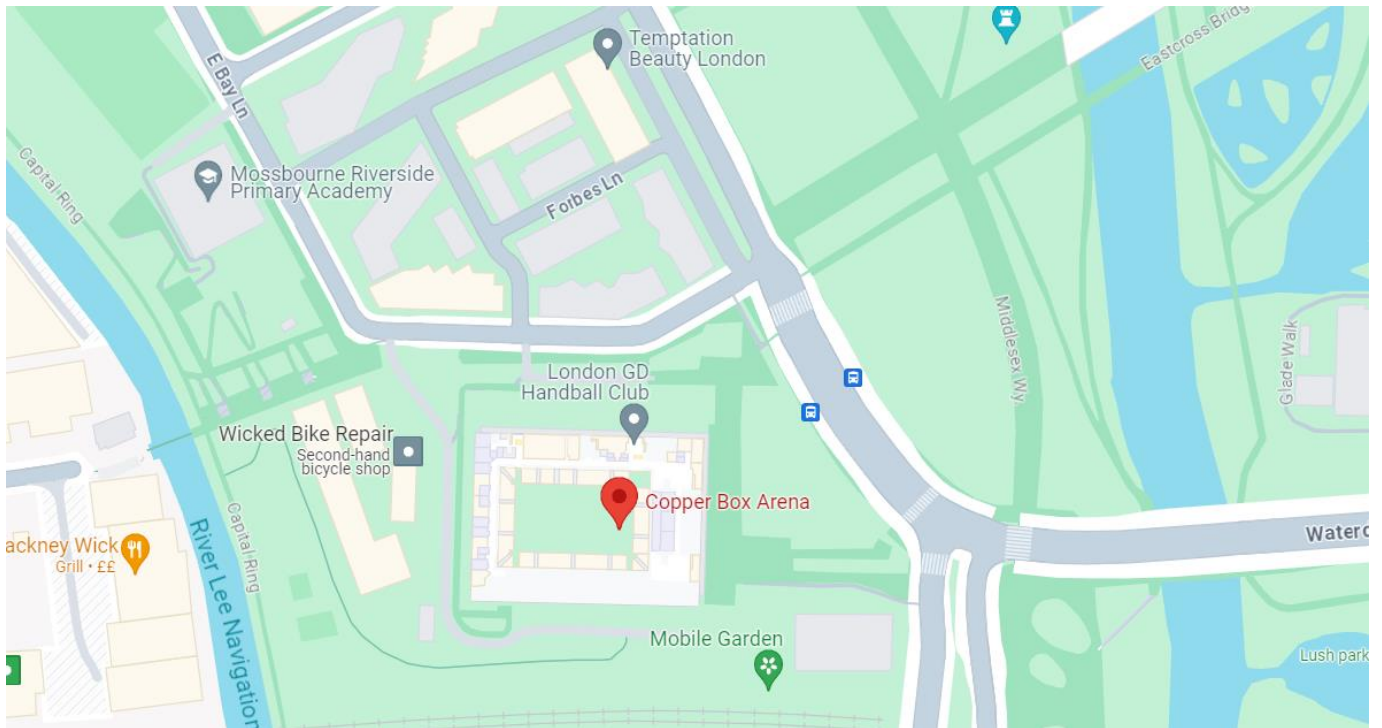 Temptation
Beauty London
Eastcross
E Bay Ln
Capital Ring
Mossbourne Riverside
Primary Academy
Forbes Ln
Middlesex Wy
Glade Walk
London GD
Handball Club
Wicked Bike Repair
Second-hand
bicycle shop
Copper Box Arena
ackney Wick
Grill • ££
River Lee Navigation
Capital Ring
Waterd
Mobile Garden
Lush park